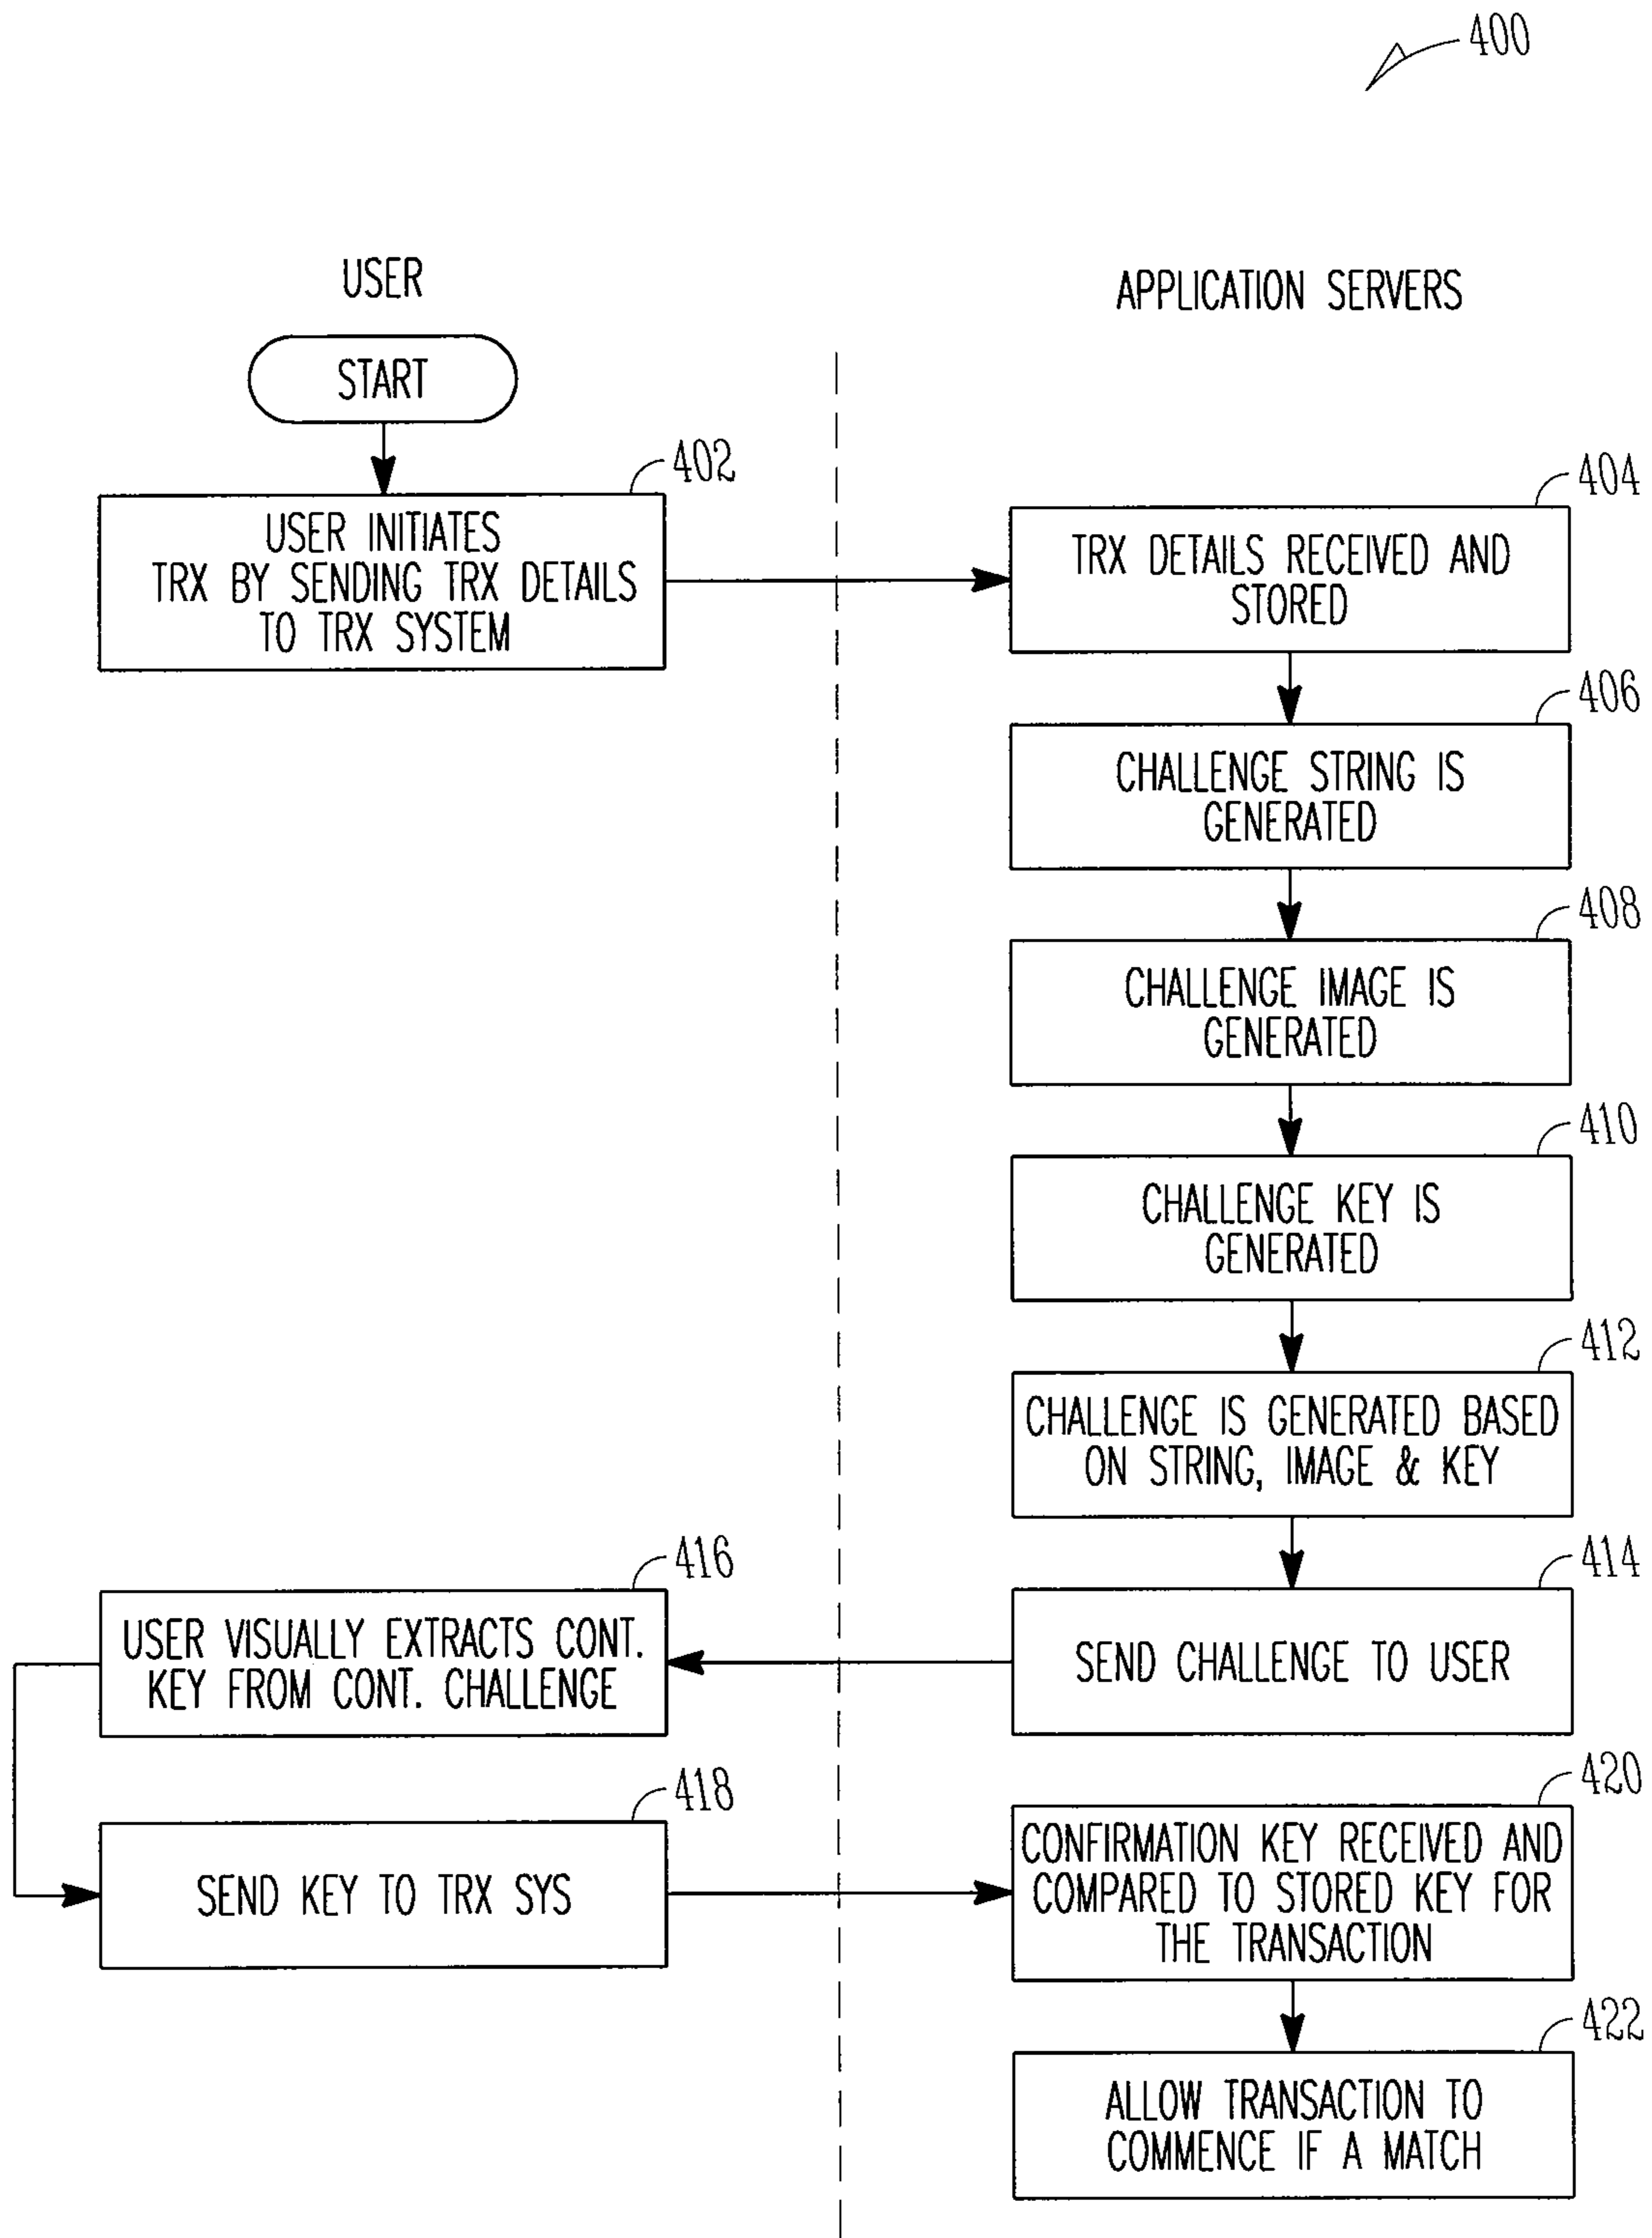 400
USER
APPLICATION SERVERS
START
402
USER INITIATES
TRX BY SENDING TRX DETAILS
TO TRX SYSTEM
404
TRX DETAILS RECEIVED AND
STORED
406
CHALLENGE STRING IS
GENERATED
408
CHALLENGE IMAGE IS
GENERATED
410
CHALLENGE KEY IS
GENERATED
412
CHALLENGE IS GENERATED BASED
ON STRING, IMAGE & KEY
414
SEND CHALLENGE TO USER
416
USER VISUALLY EXTRACTS CONT.
KEY FROM CONT. CHALLENGE
418
SEND KEY TO TRX SYS
420
CONFIRMATION KEY RECEIVED AND
COMPARED TO STORED KEY FOR
THE TRANSACTION
422
ALLOW TRANSACTION TO
COMMENCE IF A MATCH